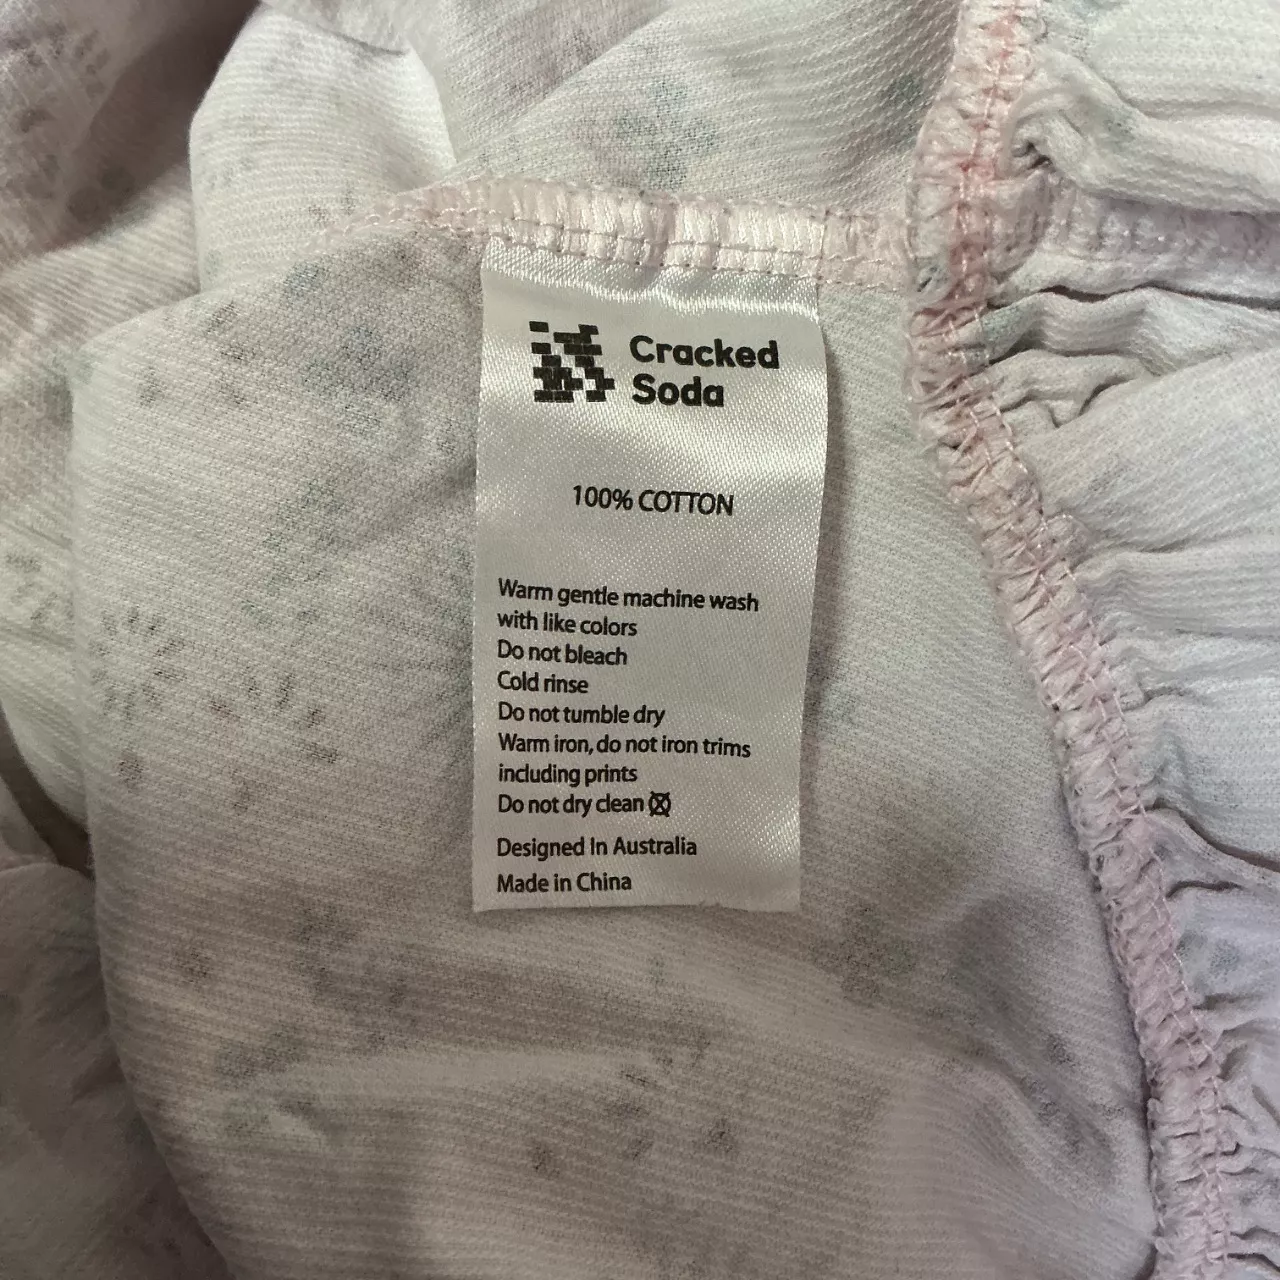 Cracked
Soda
100% COTTON
Warm gentle machine wash
with like colors
Do not bleach
Cold rinse
Do not tumble dry
Warm iron, do not iron trims
including prints
Do not dry clean
Designed In Australia
Made in China